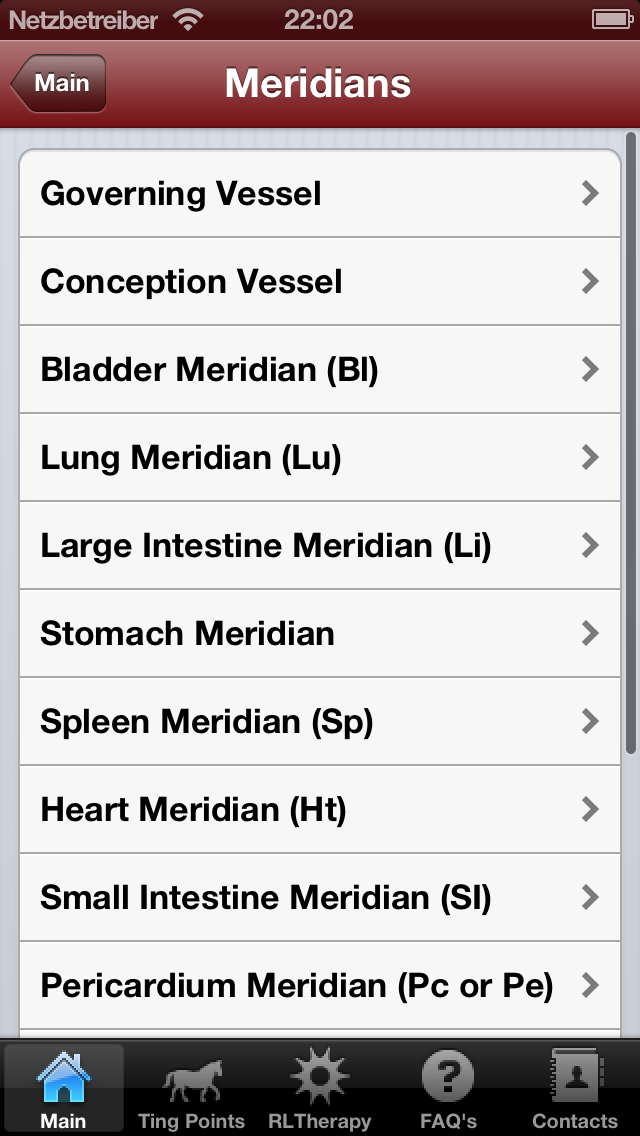 Netzbetreiber 22:02
Main
Meridians
Governing Vessel
Conception Vessel
Bladder Meridian (Bl)
Lung Meridian (Lu)
Large Intestine Meridian (Li)
Stomach Meridian
Spleen Meridian (Sp)
Heart Meridian (Ht)
Small Intestine Meridian (SI)
Pericardium Meridian (Pc or Pe)
Main
Ting Points
RLTherapy
?
FAQ's
Contacts